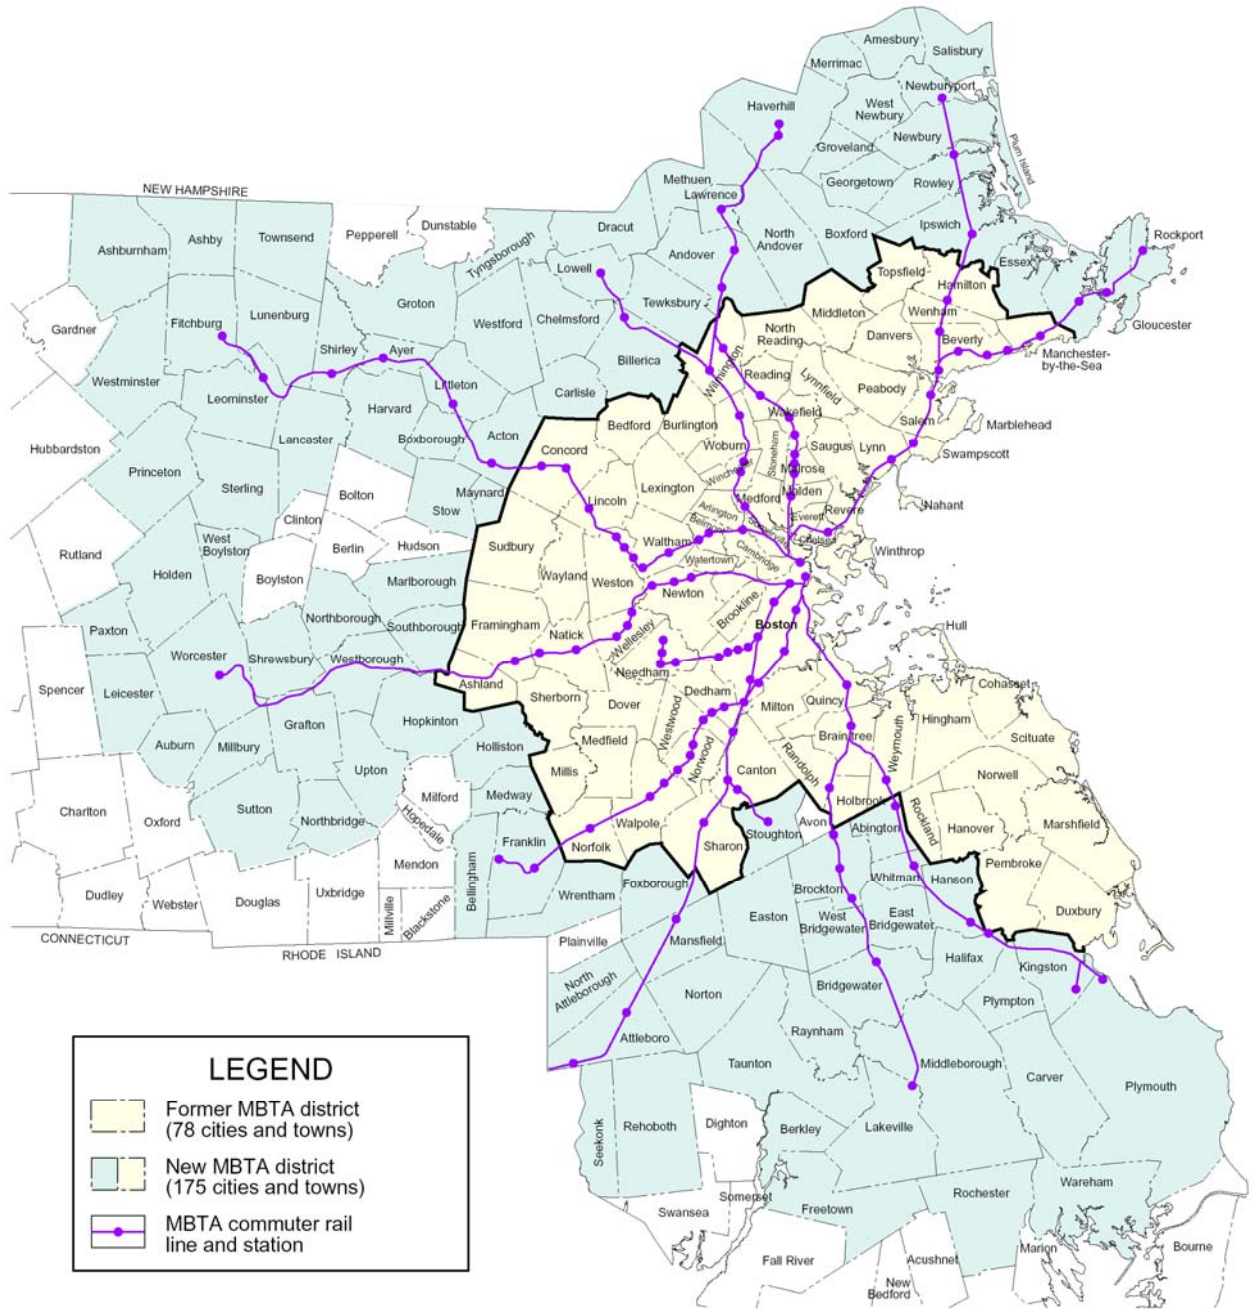 Amesbury
Salisbury
Merrimac
Newburyport
Haverhill
West
Newbury
Newbury
Plum Island
Groveland
Methuen
Georgetown
Rowley
NEW HAMPSHIRE
Lawrence
Dunstable
Pepperell
Dracut
North
Andover
Boxford
Ipswich
Rockport
Ashby
Townsend
Ashburnham
Tyngsborough
Andover
Essex
Lowell
Topsfield
Hamilton
Groton
Tewksbury
Middleton
Wenham
Gloucester
Gardner
Fitchburg
Lunenburg
Westford
Chelmsford
North
Reading
Danvers
Beverly
Shirley
Ayer
Billerica
Wilmington
Manchester-
by-the-Sea
Westminster
Leominster
Littleton
Carlisle
Reading
Lynnfield
Peabody
Harvard
Wakefield
Salem
Marblehead
Hubbardston
Lancaster
Boxborough
Acton
Concord
Bedford
Burlington
Woburn
Stoneham
Saugus
Lynn
Swampscott
Princeton
Winchester
Melrose
Sterling
Bolton
Maynard
Lincoln
Lexington
Medford
Malden
Nahant
Clinton
Stow
Arlington
Revere
Everett
Belmont
Somerville
Chelsea
West
Boylston
Berlin
Hudson
Sudbury
Waltham
Winthrop
Rutland
Holden
Boylston
Marlborough
Wayland
Weston
Watertown
Cambridge
Newton
Northborough
Southborough
Framingham
Natick
Wellesley
Brookline
Boston
Hull
Paxton
Worcester
Shrewsbury
Westborough
Spencer
Leicester
Ashland
Sherborn
Needham
Dedham
Cohasset
Dover
Westwood
Milton
Quincy
Weymouth
Hingham
Scituate
Auburn
Millbury
Grafton
Hopkinton
Holliston
Medfield
Norwood
Randolph
Braintree
Upton
Millis
Canton
Norwell
Charlton
Oxford
Sutton
Northbridge
Milford
Hopedale
Medway
Walpole
Holbrook
Rockland
Hanover
Marshfield
Franklin
Norfolk
Sharon
Stoughton
Avon
Abington
Mendon
Pembroke
Dudley
Webster
Douglas
Uxbridge
Millville
Blackstone
Bellingham
Wrentham
Foxborough
Brockton
Whitman
Hanson
Duxbury
CONNECTICUT
RHODE ISLAND
Plainville
Mansfield
Easton
West
Bridgewater
East
Bridgewater
Halifax
Kingston
North
Attleborough
Norton
Bridgewater
Plympton
Attleboro
Raynham
Taunton
Middleborough
Carver
Plymouth
Seekonk
Rehoboth
Dighton
Berkley
Lakeville
Wareham
Somerset
Swansea
Freetown
Rochester
Fall River
New
Bedford
Acushnet
Marion
Bourne
LEGEND
Former MBTA district
(78 cities and towns)
New MBTA district
(175 cities and towns)
MBTA commuter rail
line and station